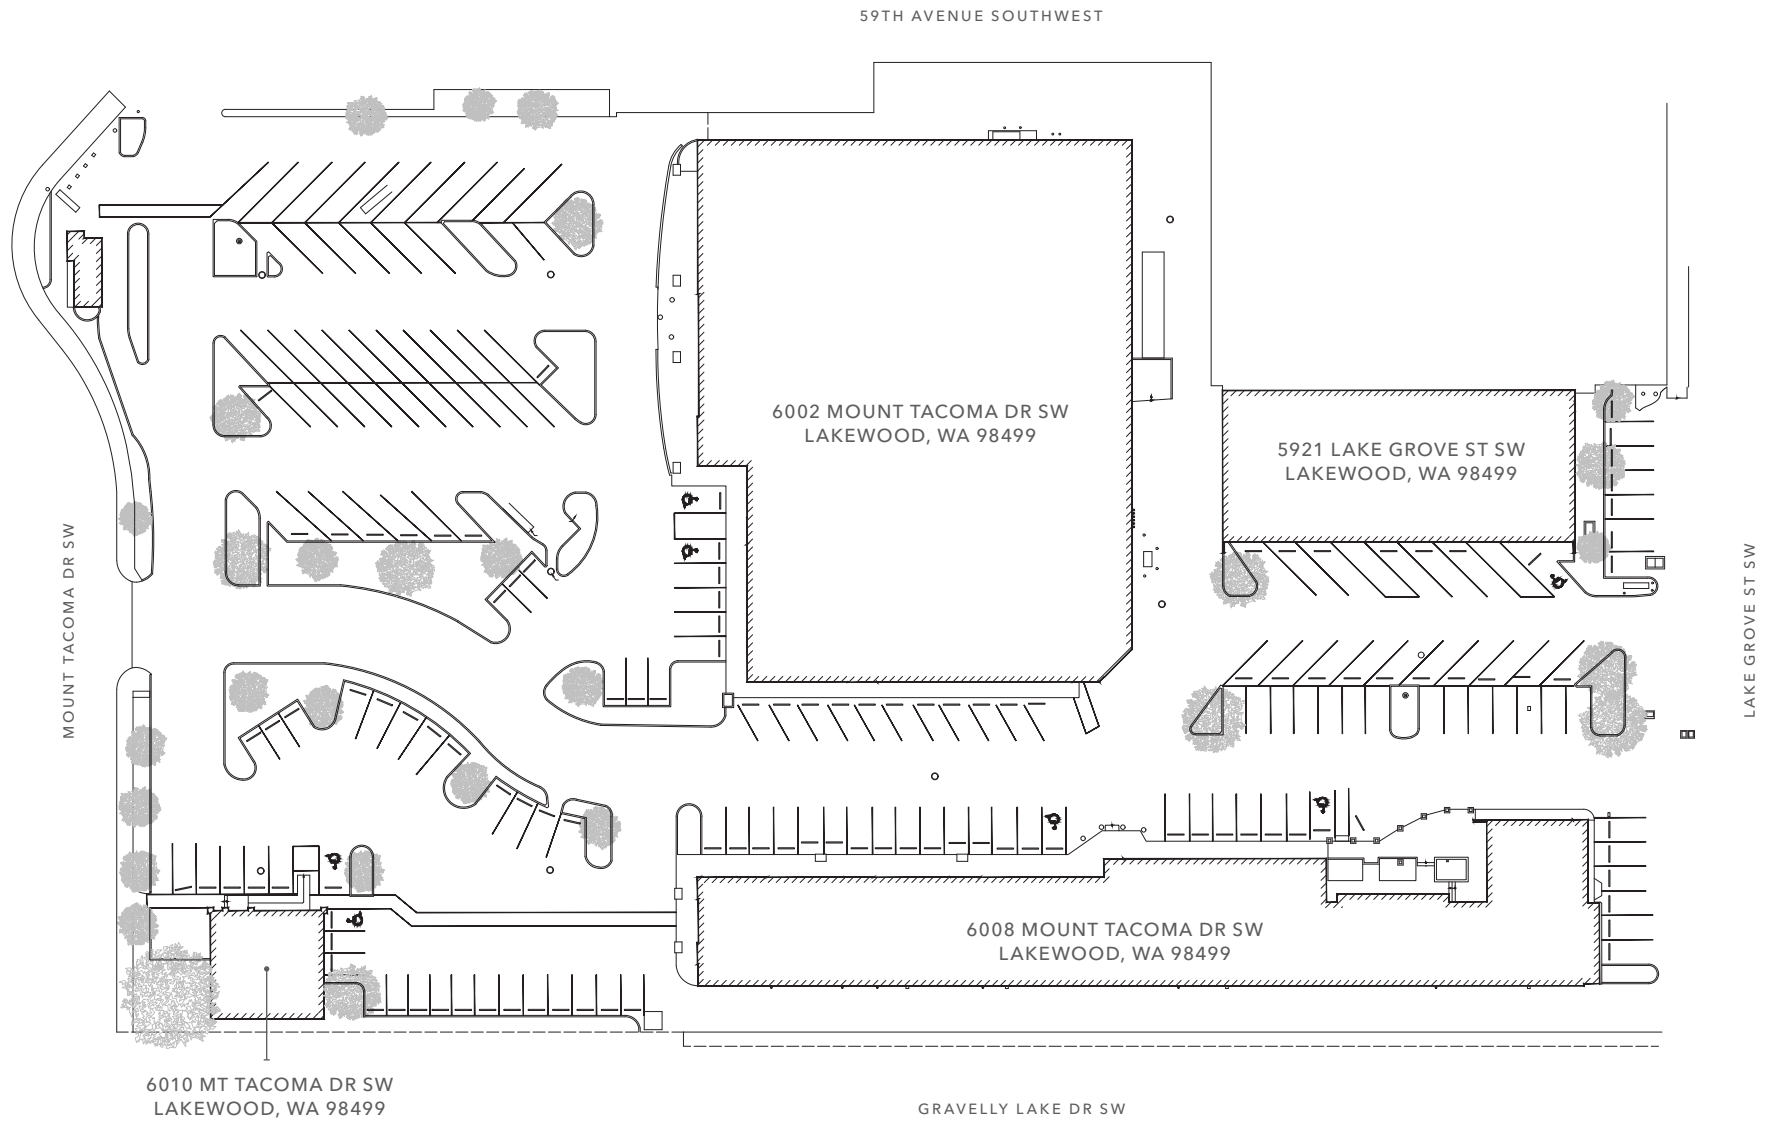 59TH AVENUE SOUTHWEST
6002 MOUNT TACOMA DR SW
LAKEWOOD, WA 98499
5921 LAKE GROVE ST SW
LAKEWOOD, WA 98499
MOUNT TACOMA DR SW
LAKE GROVE ST SW
6008 MOUNT TACOMA DR SW
LAKEWOOD, WA 98499
6010 MT TACOMA DR SW
LAKEWOOD, WA 98499
GRAVELLY LAKE DR SW